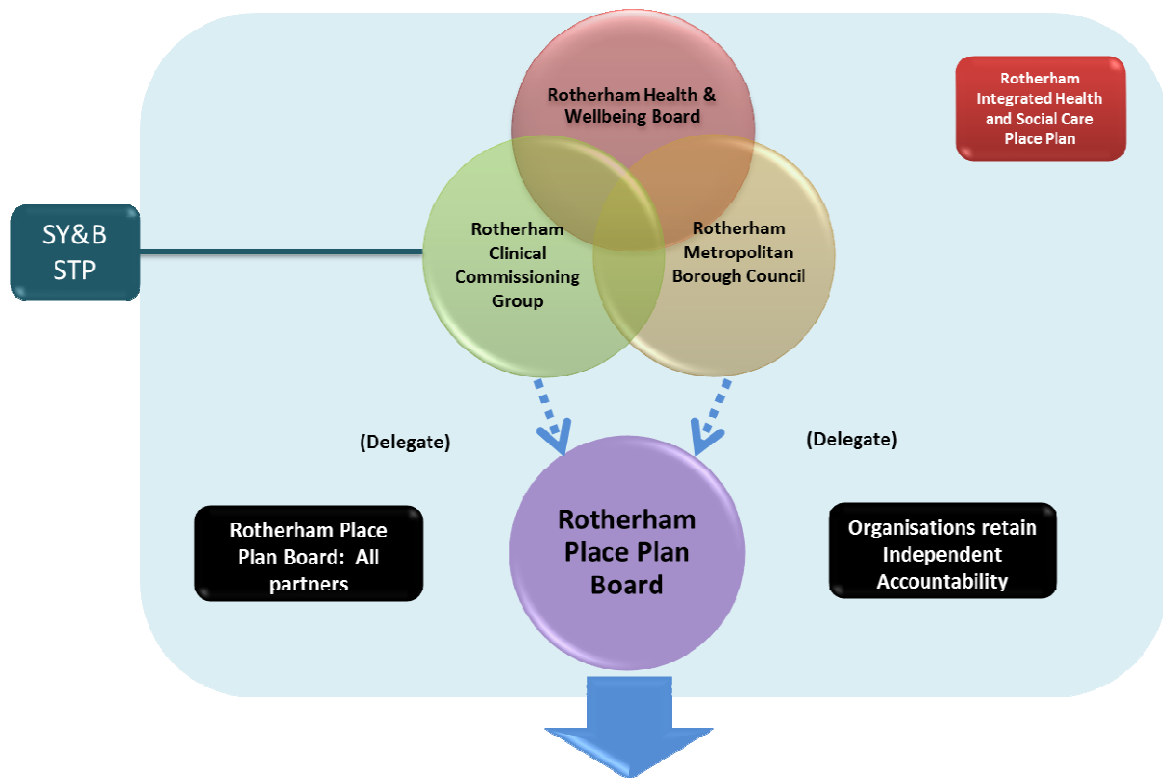 Rotherham Health &
Wellbeing Board
Rotherham
Integrated Health
and Social Care
Place Plan
SY&B
STP
Rotherham
Clinical
Commissioning
Group
Rotherham
Metropolitan
Borough Council
(Delegate)
(Delegate)
Rotherham Place
Plan Board: All
partners
Rotherham
Place Plan
Board
Organisations retain
Independent
Accountability